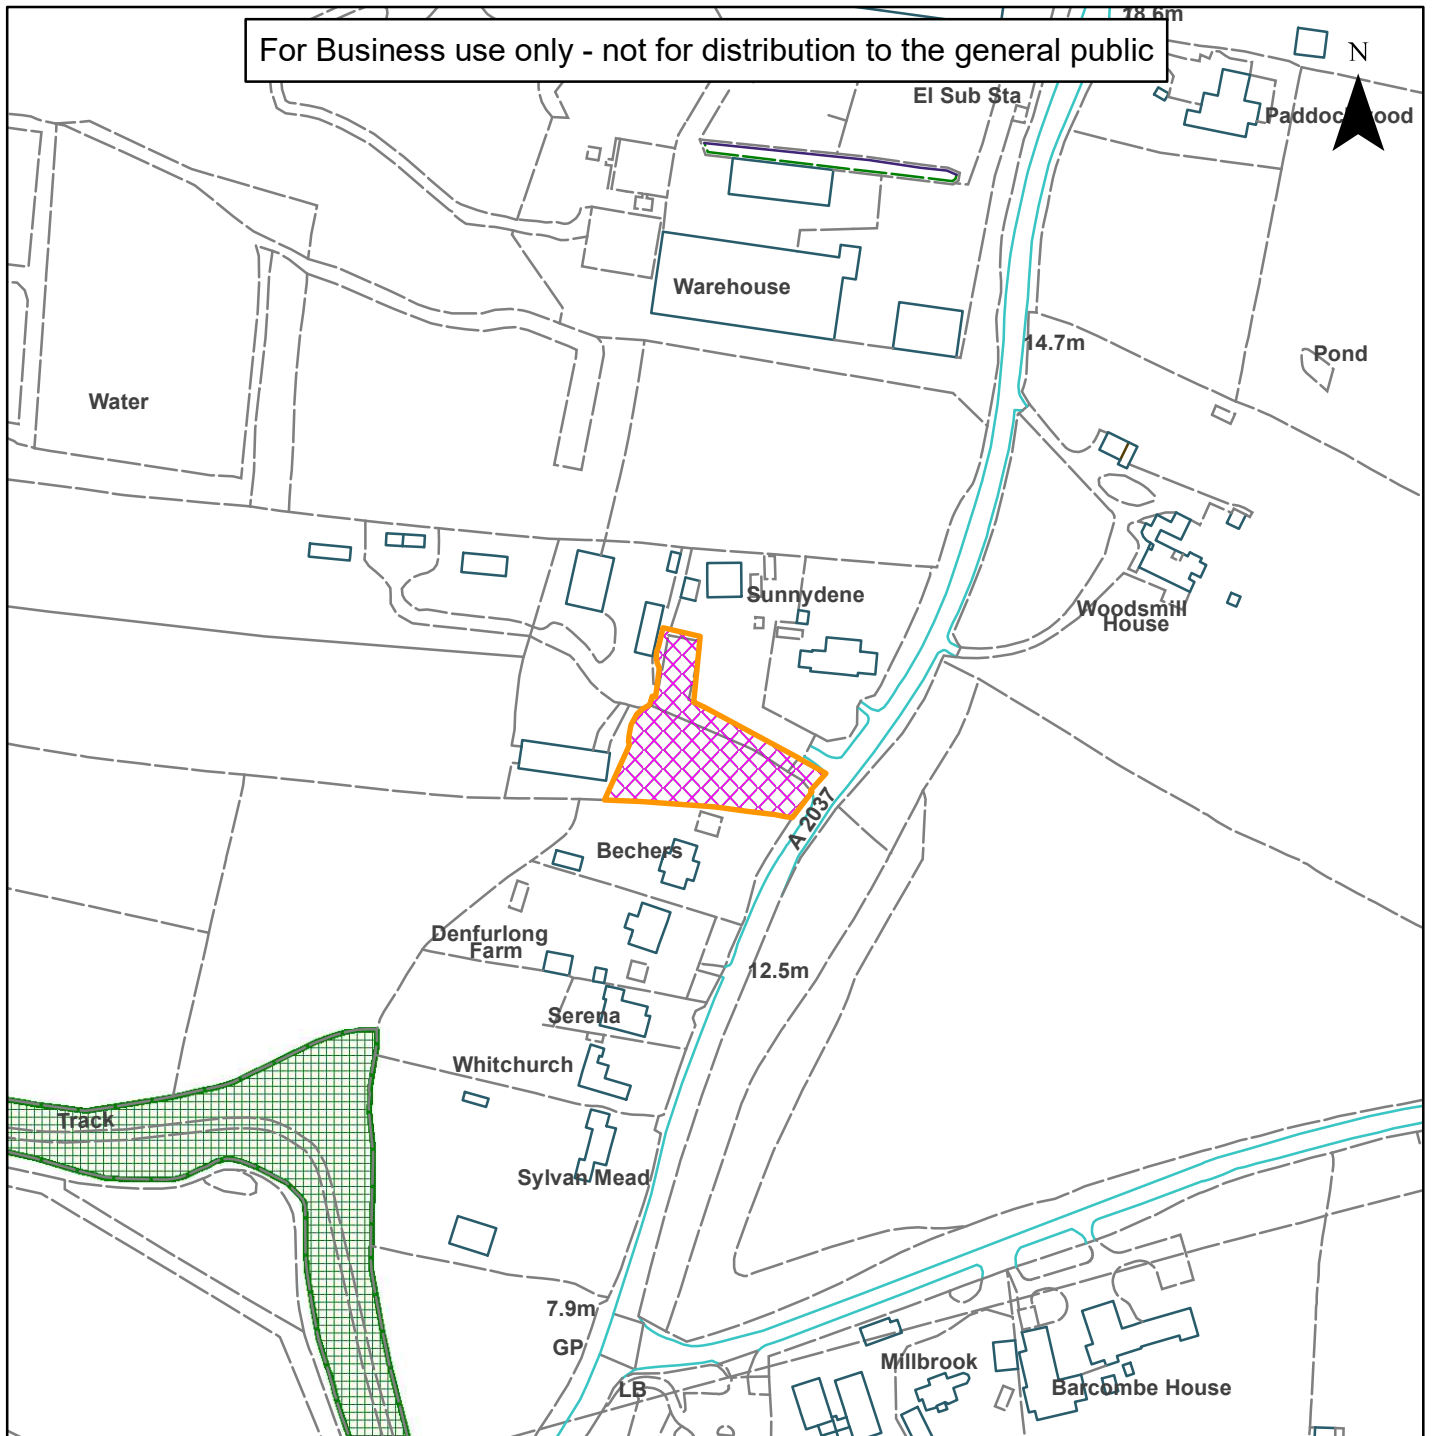 18.6m
For Business use only - not for distribution to the general public
N
El Sub Sta
Warehouse
14.7m
Pond
Water
Sunnydene
Woodsmill
House
A 2037
Bechers
Denfurlong
Farm
12.5m
Serena
Whitchurch
Track
Sylvan Mead
7.9m
GP
Millbrook
LB
Barcombe House